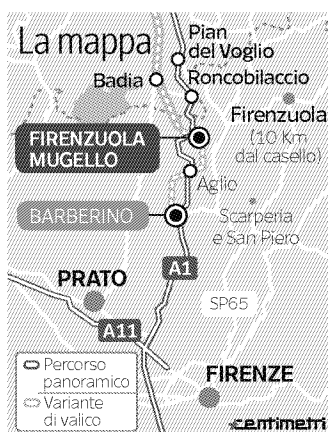 La mappa
Pian
del Voglio
Badia
Roncobilaccio
Firenzuola
(10 Km
dal casello)
FIRENZUOLA
MUGELLO
Aglio
BARBERINO
Scarperia
e San Piero
A1
PRATO
SP65
A11
Percorso
panoramico
Variante
di valico
FIRENZE
centimetri